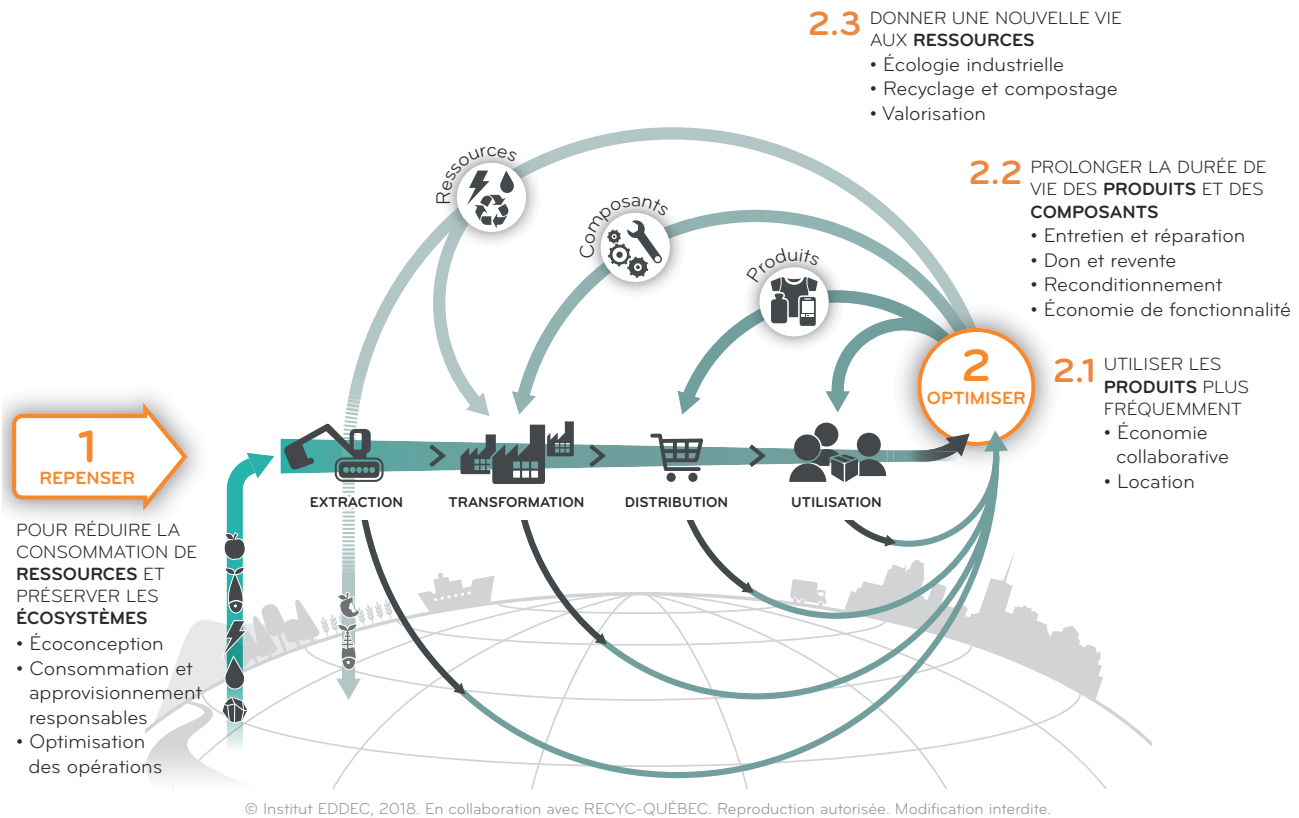 2.3 DONNER UNE NOUVELLE VIE
AUX RESSOURCES
• Écologie industrielle
• Recyclage et compostage
• Valorisation
Ressources
Composants
Produits
2.2 PROLONGER LA DURÉE DE
VIE DES PRODUITS ET DES
COMPOSANTS
• Entretien et réparation
• Don et revente
• Reconditionnement
• Économie de fonctionnalité
2
OPTIMISER
2.1 UTILISER LES
PRODUITS PLUS
FRÉQUEMMENT
• Économie
collaborative
• Location
1
REPENSER
EXTRACTION
TRANSFORMATION
DISTRIBUTION
UTILISATION
POUR RÉDUIRE LA
CONSOMMATION DE
RESSOURCES ET
PRÉSERVER LES
ÉCOSYSTÈMES
• Écoconception
• Consommation et
approvisionnement
responsables
• Optimisation
des opérations
© Institut EDDEC, 2018. En collaboration avec RECYC-QUÉBEC. Reproduction autorisée. Modification interdite.